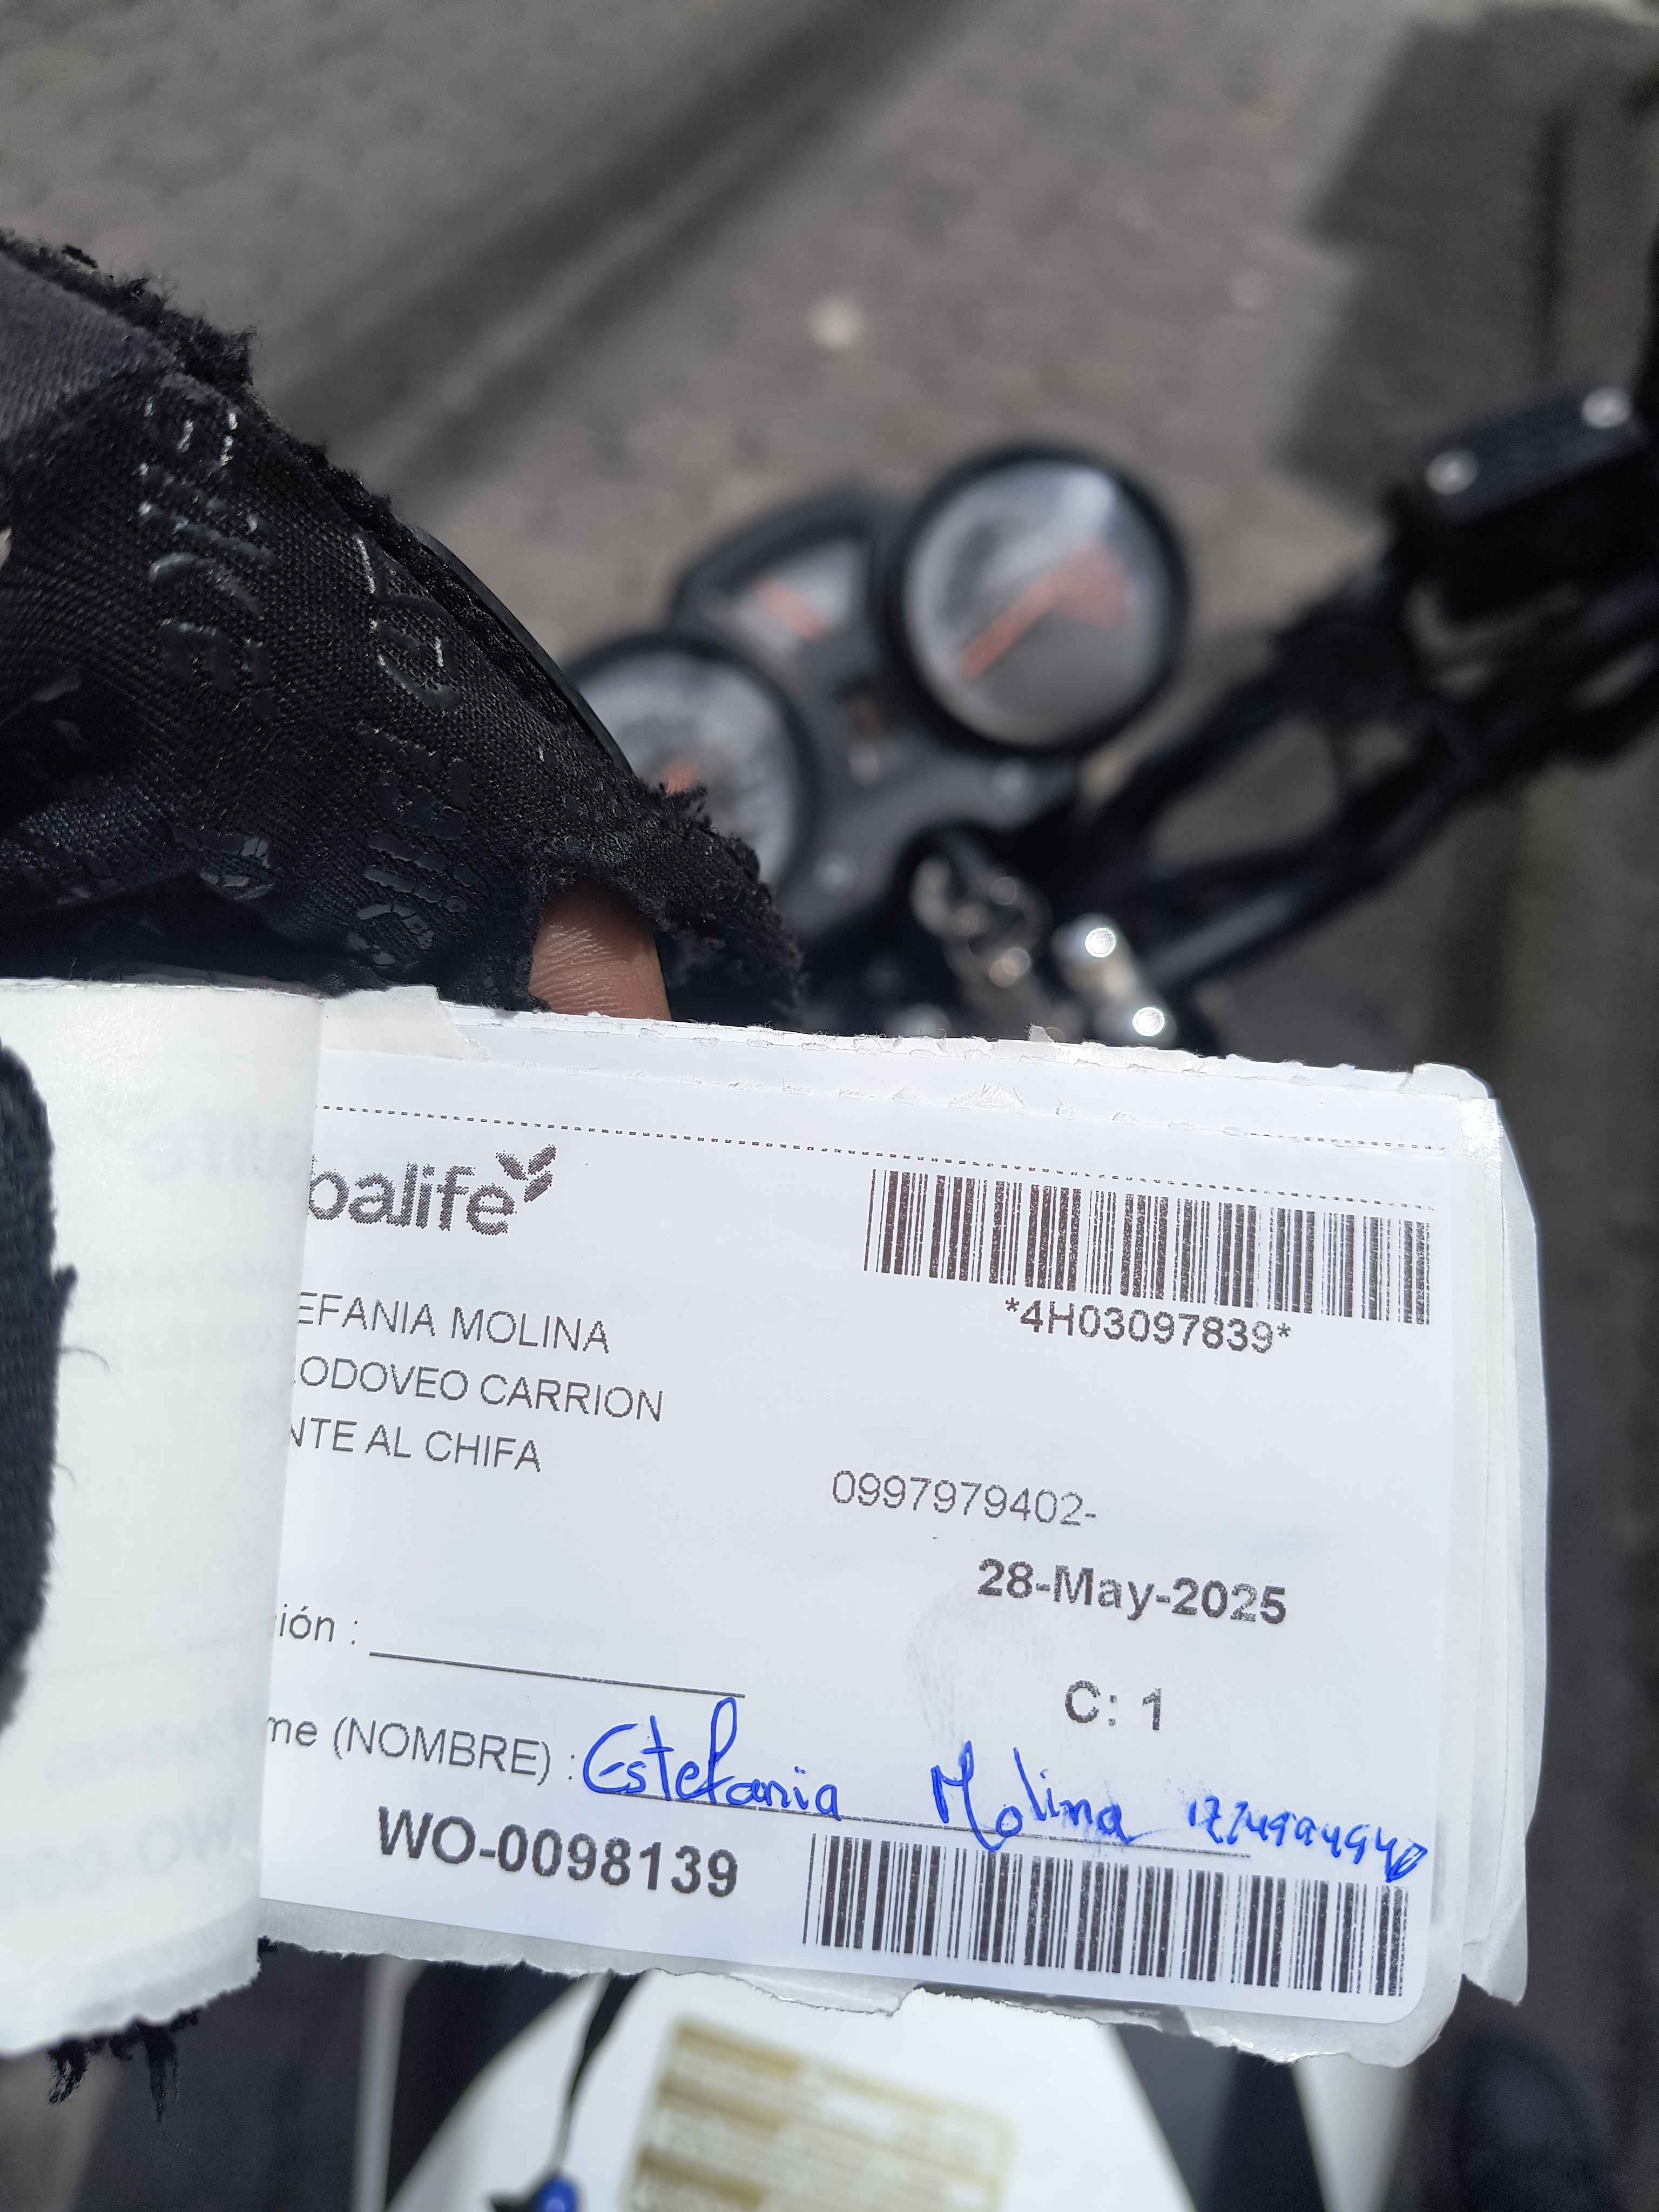 balife
*4H03097839*
EFANIA MOLINA
LODOVEO CARRION
NTE AL CHIFA
0997979402-
28-May-2025
ión :
C: 1
me (NOMBRE) : Estefania Molina
WO-0098139